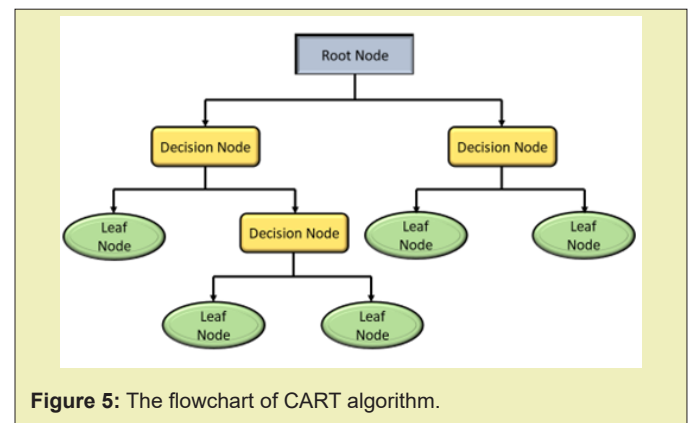 Root Node
Decision Node
Decision Node
Leaf
Node
Decision Node
Leaf
Node
Leaf
Node
Leaf
Node
Leaf
Node
Figure 5: The flowchart of CART algorithm.